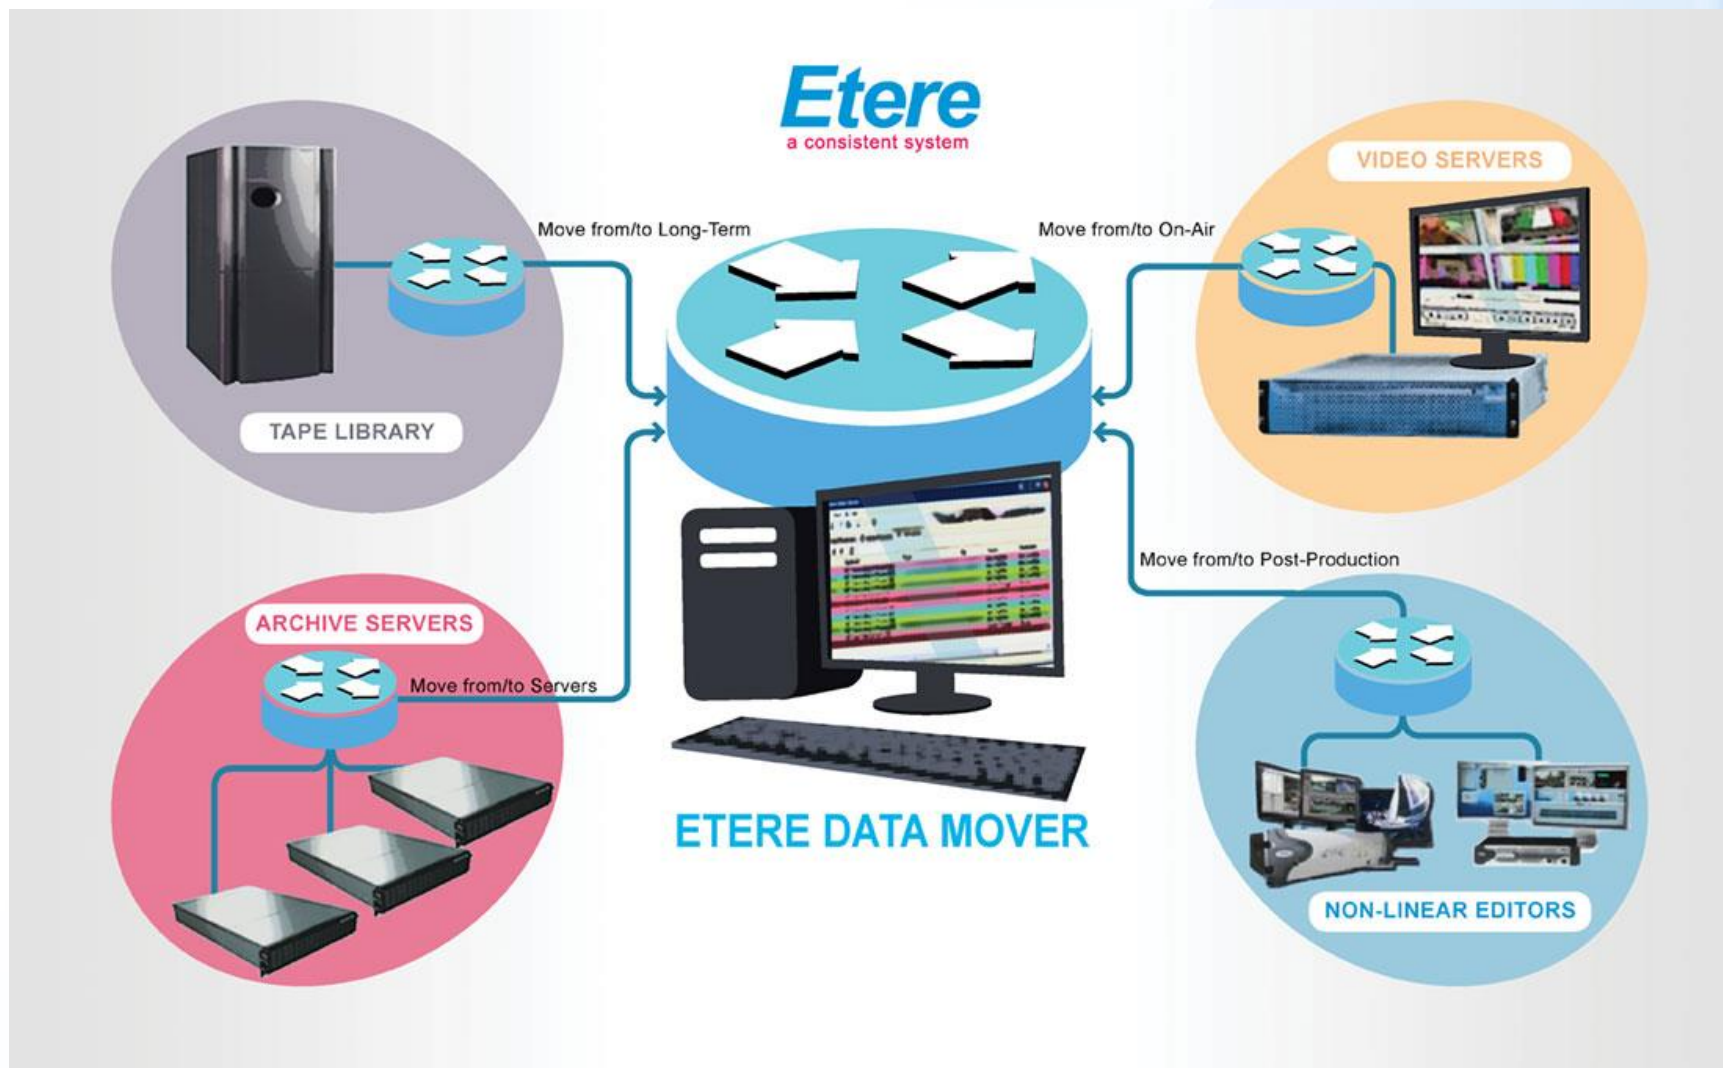 Etere
a consistent system
VIDEO SERVERS
Move from/to Long-Term
Move from/to On-Air
TAPE LIBRARY
Move from/to Post-Production
ARCHIVE SERVERS
Move from/to Servers
ETERE DATA MOVER
NON-LINEAR EDITORS